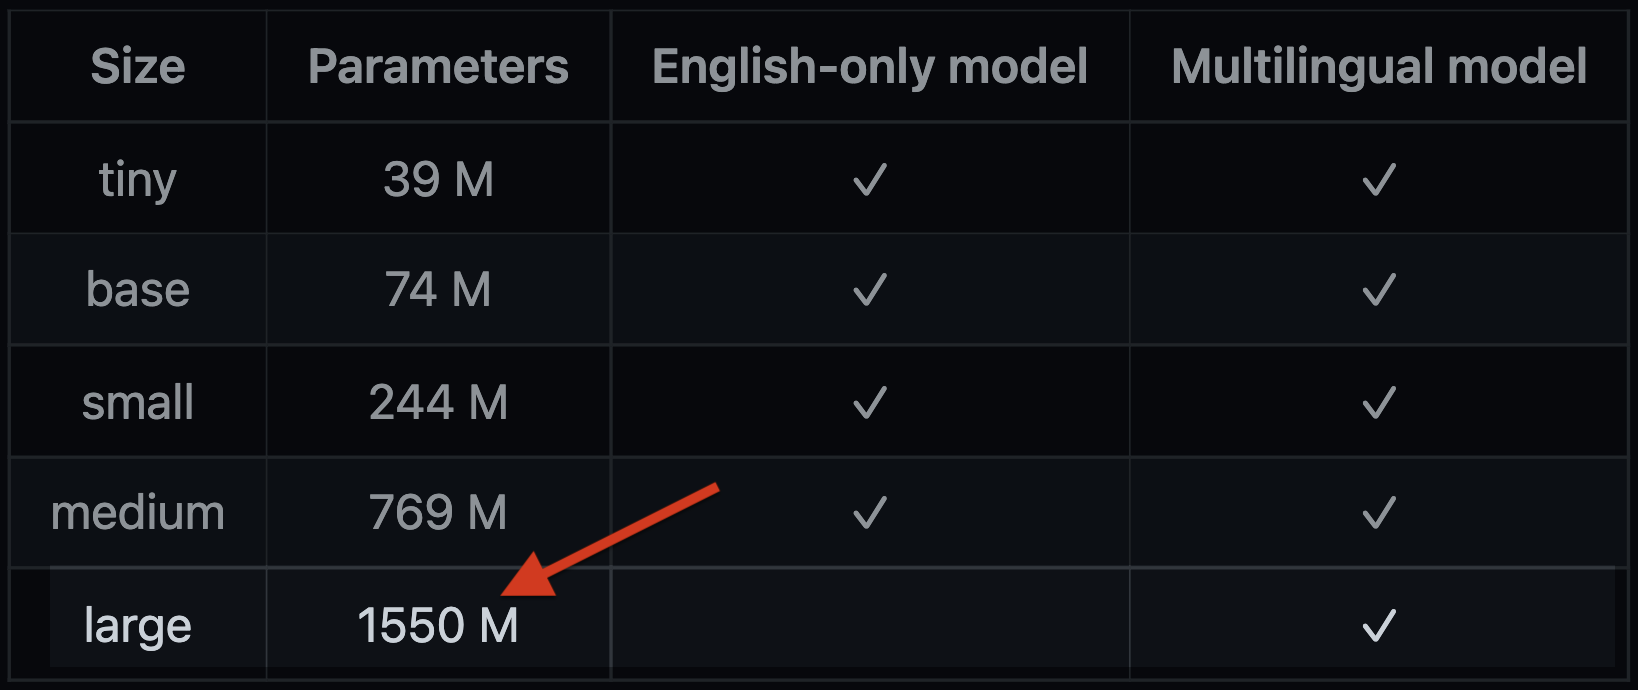 Size Parameters English-only model Multilingual model
tiny 39 M ✓ ✓
base 74 M ✓ ✓
small 244 M ✓ ✓
medium 769 M ✓ ✓
large 1550 M ✓